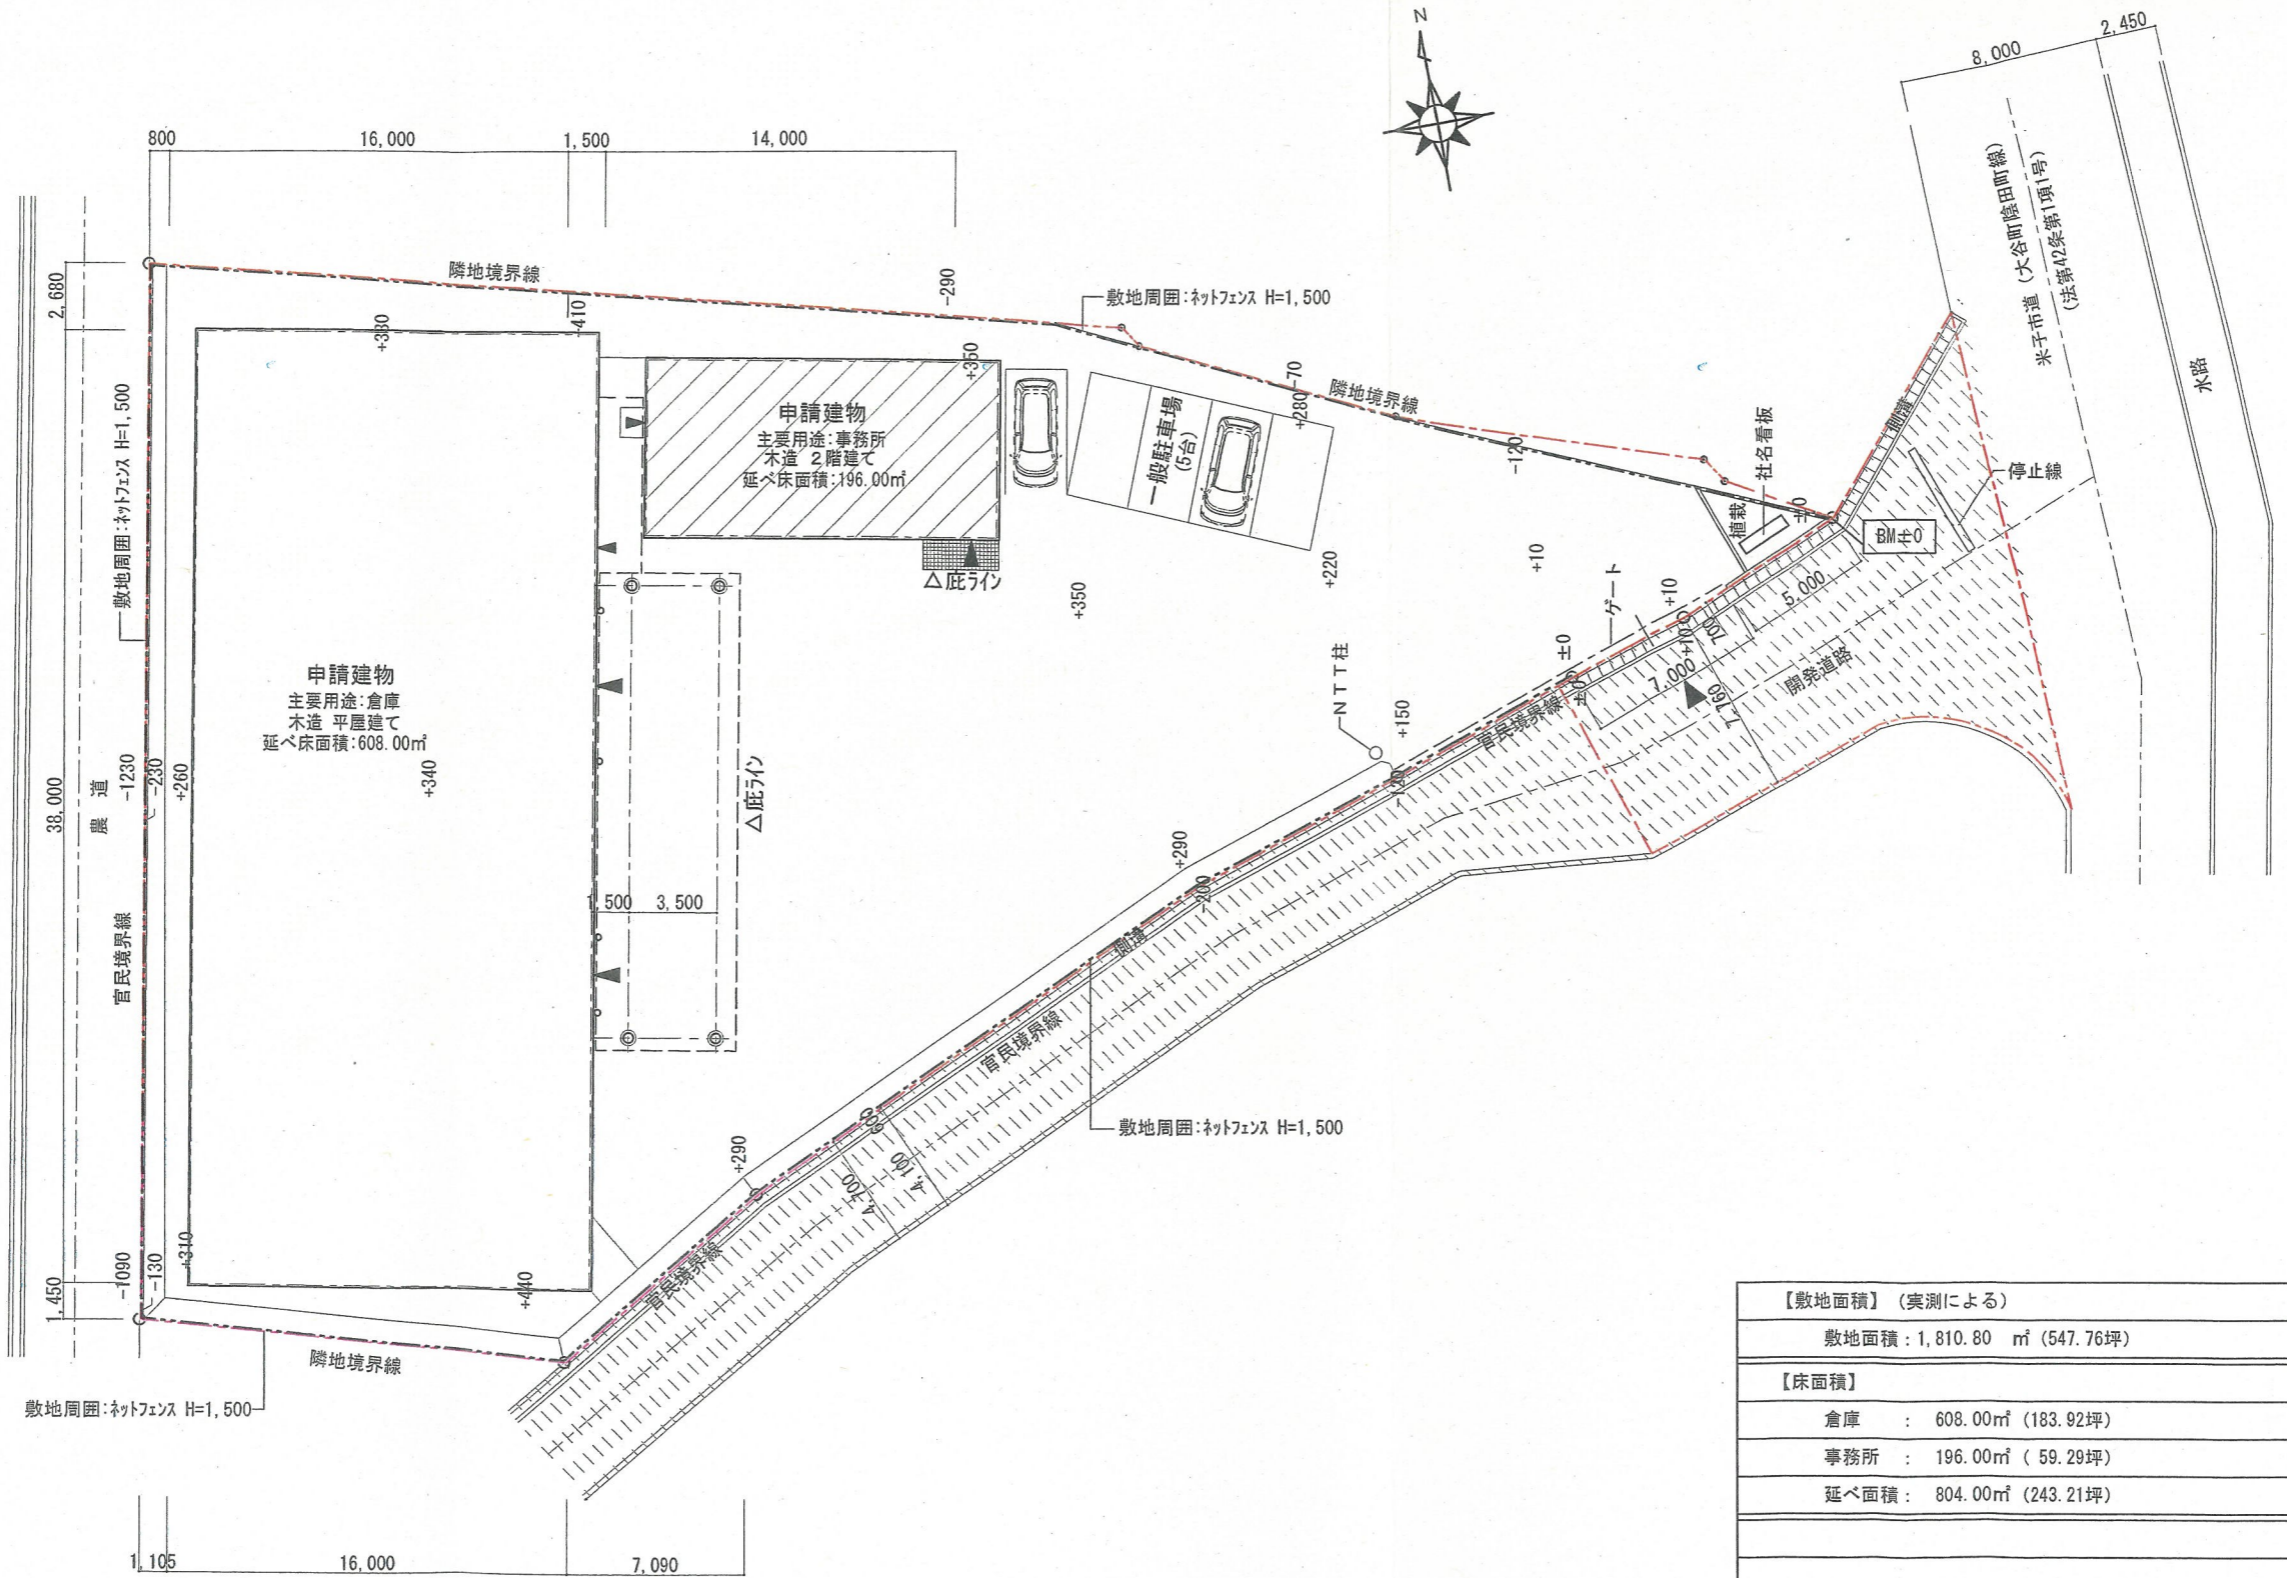 N
2,450
8,000
米子市道（大谷町陰田町線）
（法第42条第1項1号）
水路
800
16,000
1,500
14,000
2,680
38,000
1,450
隣地境界線
+330
-410
-290
+350
敷地周囲:ネットフェンス H=1,500
-70
+280
隣地境界線
-120
敷地周囲:ネットフェンス H=1,500
申請建物
主要用途:事務所
木造 2階建て
延べ床面積:196.00㎡
△庇ライン
一般駐車場
(5台)
社名看板
植栽
±0
側溝
停止線
BM±0
+350
+220
+10
ゲート
+10
±0
+10
700
5,000
7,000
7,160
±0
開発道路
官民境界線
NTT柱
+150
-120
申請建物
主要用途:倉庫
木造 平屋建て
延べ床面積:608.00㎡
+340
農道
-1230
-230
+260
官民境界線
△庇ライン
1,500
3,500
+290
-200
側溝
官民境界線
敷地周囲:ネットフェンス H=1,500
600
4,700
4,100
+290
官民境界線
-1090
-130
+310
+440
隣地境界線
敷地周囲:ネットフェンス H=1,500
1,105
16,000
7,090
【敷地面積】（実測による）
敷地面積：1,810.80 ㎡（547.76坪）
【床面積】
倉庫 ： 608.00㎡（183.92坪）
事務所 ： 196.00㎡（ 59.29坪）
延べ面積： 804.00㎡（243.21坪）